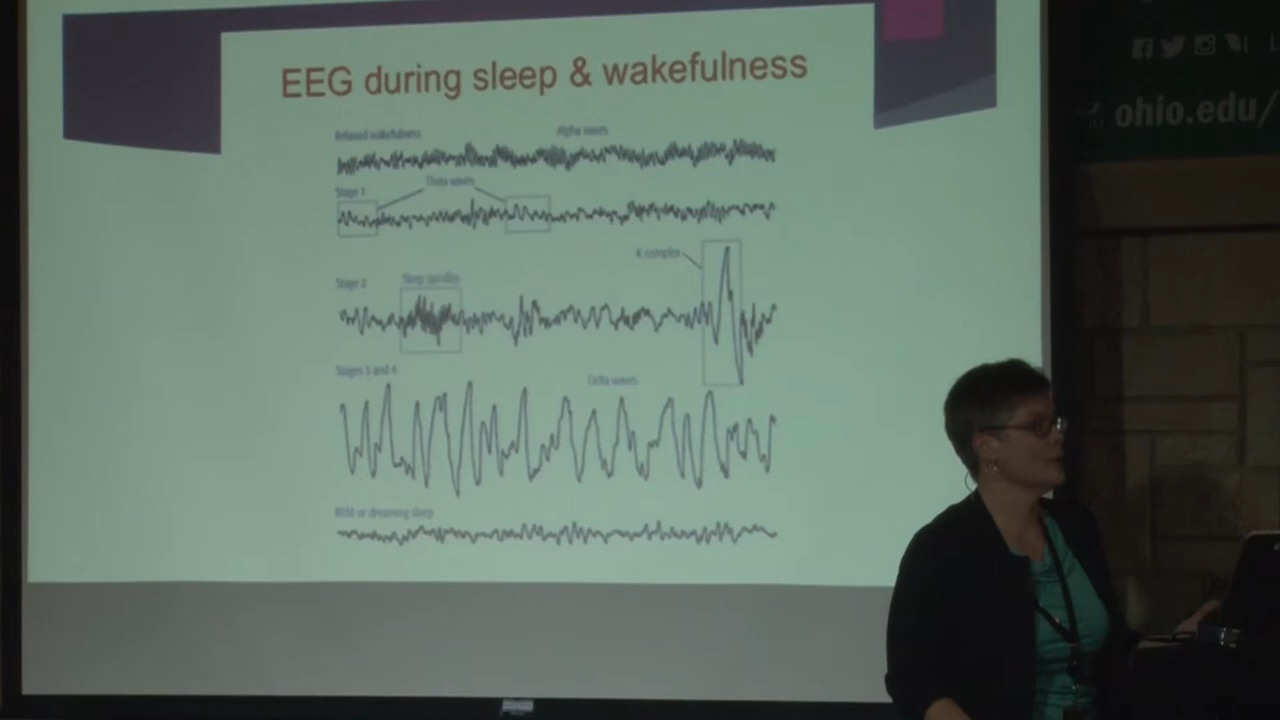 EEG during sleep & wakefulness
Relaxed wakefulness
Alpha waves
Stage 1
Theta waves
K complex
Stage 2
Sleep spindles
Stages 3 and 4
Delta waves
REM or dreaming sleep
ohio.edu/